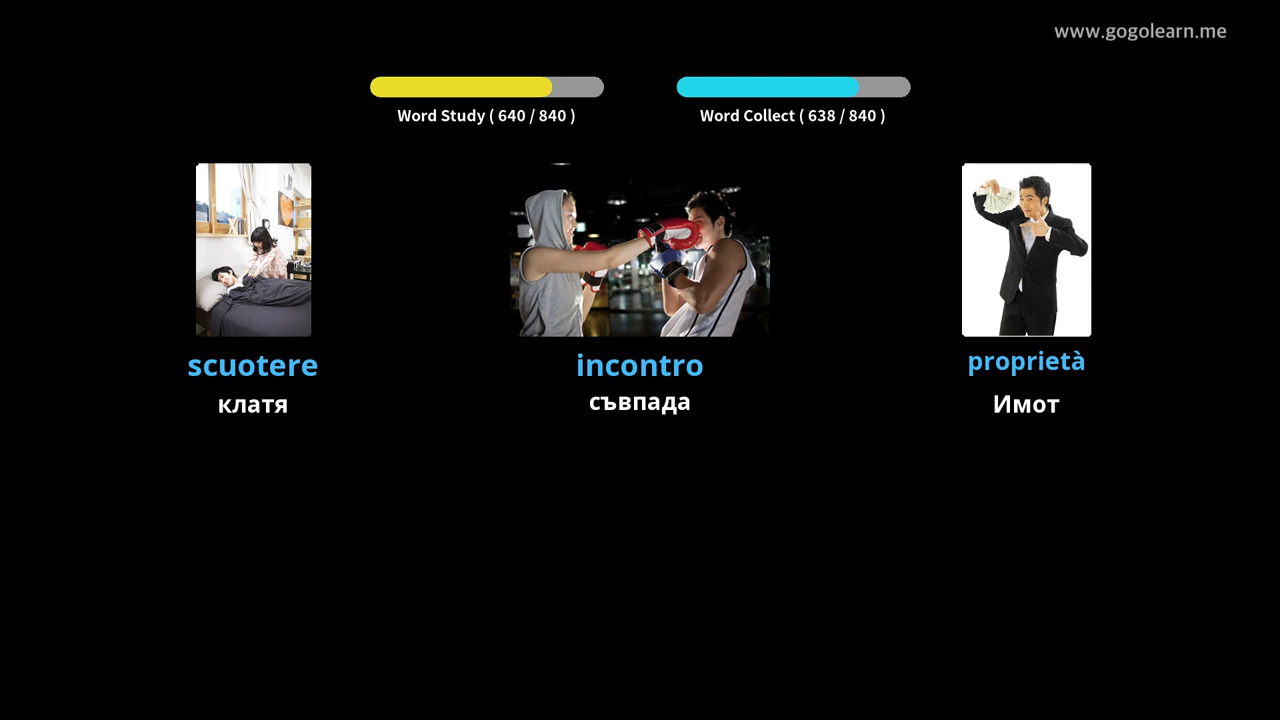 www.gogolearn.me
Word Study ( 640 / 840 )
Word Collect ( 638 / 840 )
scuotere
клатя
incontro
съвпада
proprietà
Имот